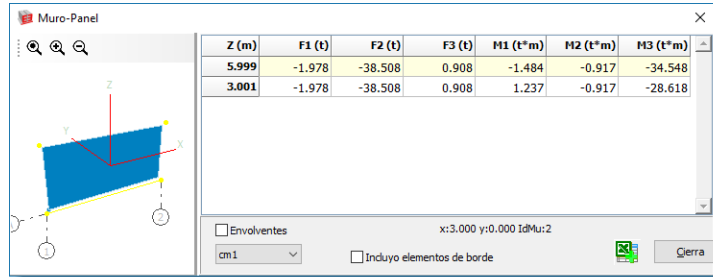 Muro-Panel
Z (m) F1 (t) F2 (t) F3 (t) M1 (t*m) M2 (t*m) M3 (t*m)
5.999 -1.978 -38.508 0.908 -1.484 -0.917 -34.548
3.001 -1.978 -38.508 0.908 1.237 -0.917 -28.618
Z
Y
X
A
2
1
Envolventes
x:3.000 y:0.000 IdMu:2
cm1
Incluyo elementos de borde
Cierra